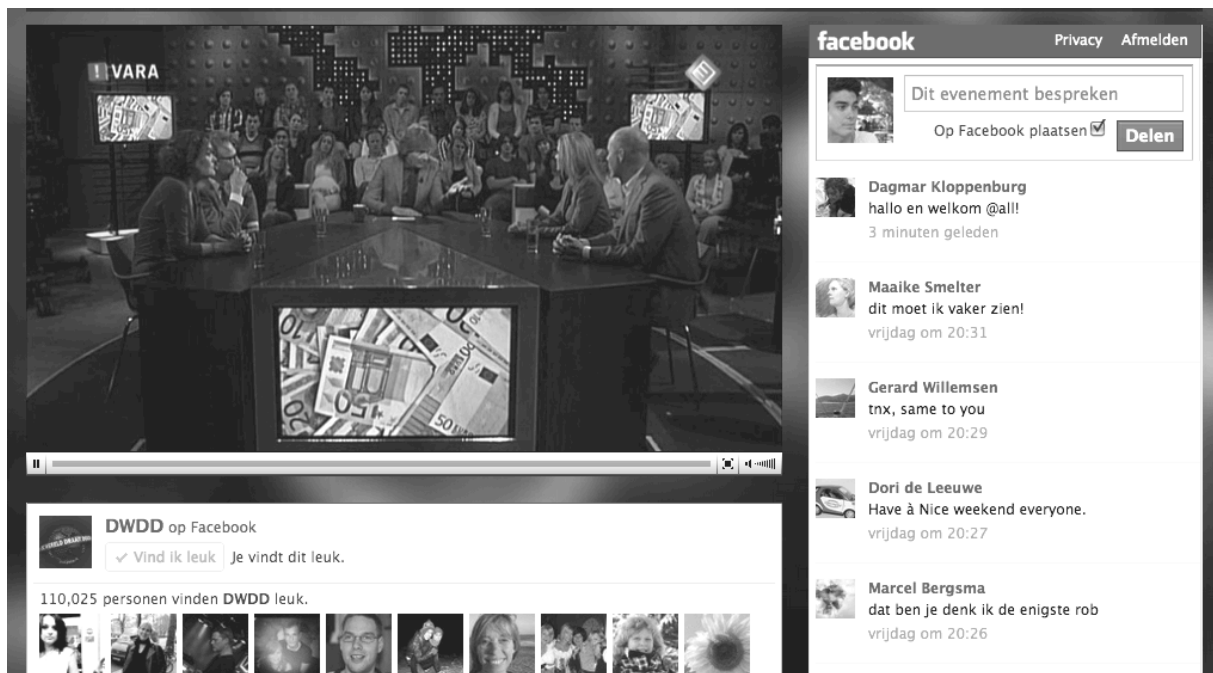 ! VARA
facebook
Privacy
Afmelden
Dit evenement bespreken
Op Facebook plaatsen
Delen
Dagmar Kloppenburg
hallo en welkom @all!
3 minuten geleden
Maaike Smelter
dit moet ik vaker zien!
vrijdag om 20:31
Gerard Willemsen
tnx, same to you
vrijdag om 20:29
Dori de Leeuwe
Have à Nice weekend everyone.
vrijdag om 20:27
Marcel Bergsma
dat ben je denk ik de enigste rob
vrijdag om 20:26
50
20
50
DWDD op Facebook
Vind ik leuk Je vindt dit leuk.
110,025 personen vinden DWDD leuk.